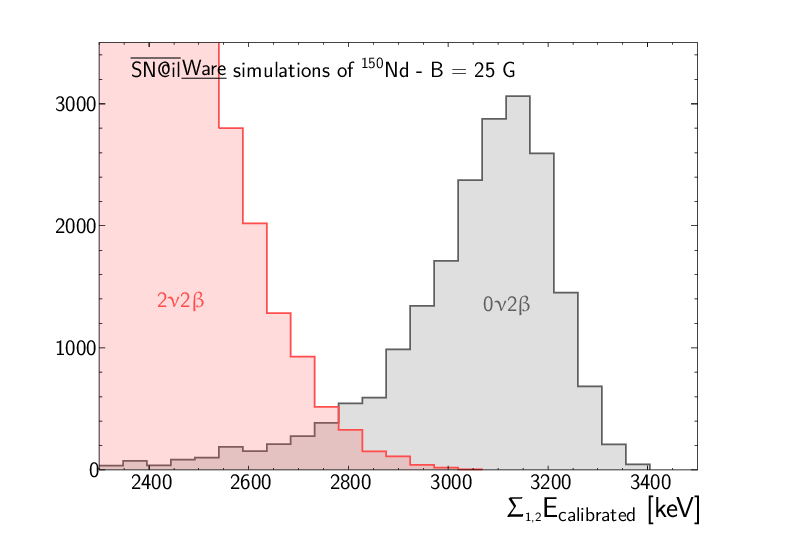 SN@ilWare simulations of ¹⁵⁰Nd - B = 25 G
3000
2000
2ν2β
0ν2β
1000
0
2400 2600 2800 3000 3200 3400
Σ₁,₂E_calibrated [keV]